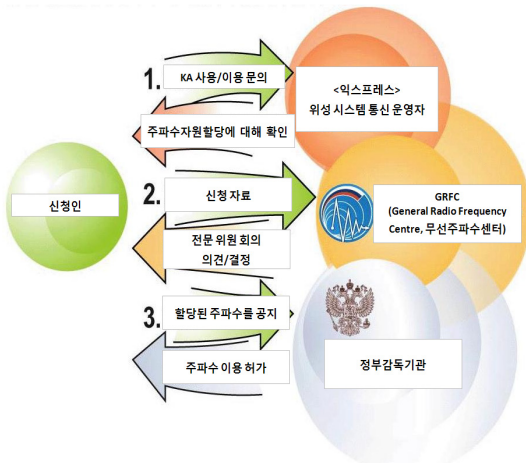 1.
KA 사용/이용 문의
<익스프레스>
위성 시스템 통신 운영자
주파수자원할당에 대해 확인
신청인
2.
신청 자료
GRFC
(General Radio Frequency
Centre, 무선주파수센터)
전문 위원 회의
의견/결정
3.
할당된 주파수를 공지
정부감독기관
주파수 이용 허가